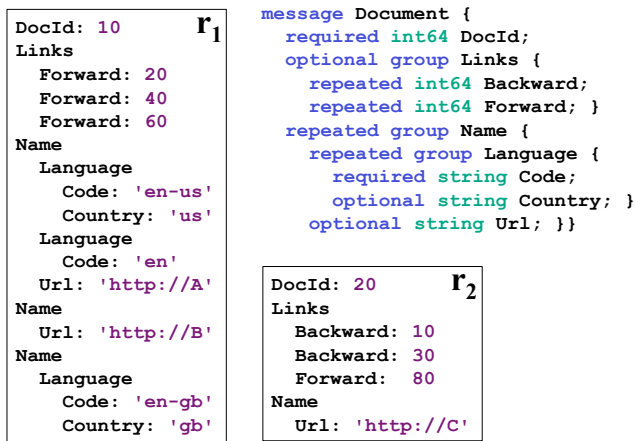 DocId: 10 r1
Links
Forward: 20
Forward: 40
Forward: 60
Name
Language
Code: 'en-us'
Country: 'us'
Language
Code: 'en'
Url: 'http://A'
Name
Url: 'http://B'
Name
Language
Code: 'en-gb'
Country: 'gb'
message Document {
required int64 DocId;
optional group Links {
repeated int64 Backward;
repeated int64 Forward; }
repeated group Name {
repeated group Language {
required string Code;
optional string Country; }
optional string Url; }}
DocId: 20 r2
Links
Backward: 10
Backward: 30
Forward: 80
Name
Url: 'http://C'